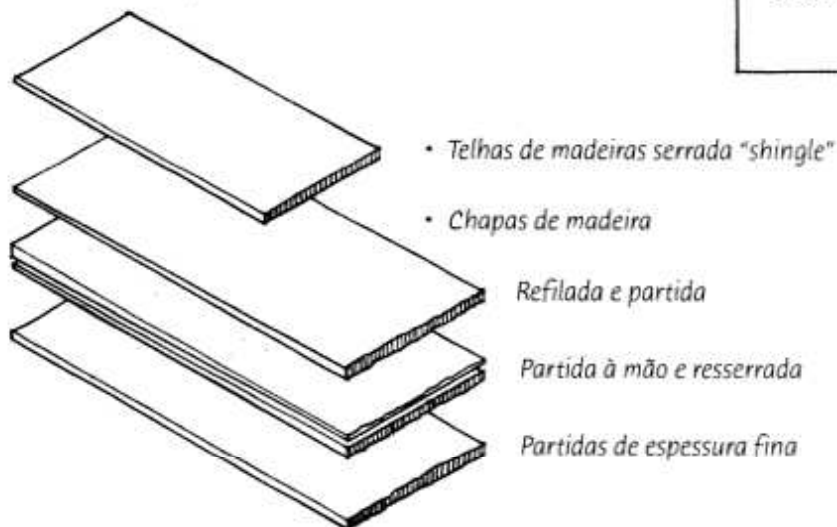 • Telhas de madeiras serrada "shingle"
• Chapas de madeira
Refilada e partida
Partida à mão e resserrada
Partidas de espessura fina